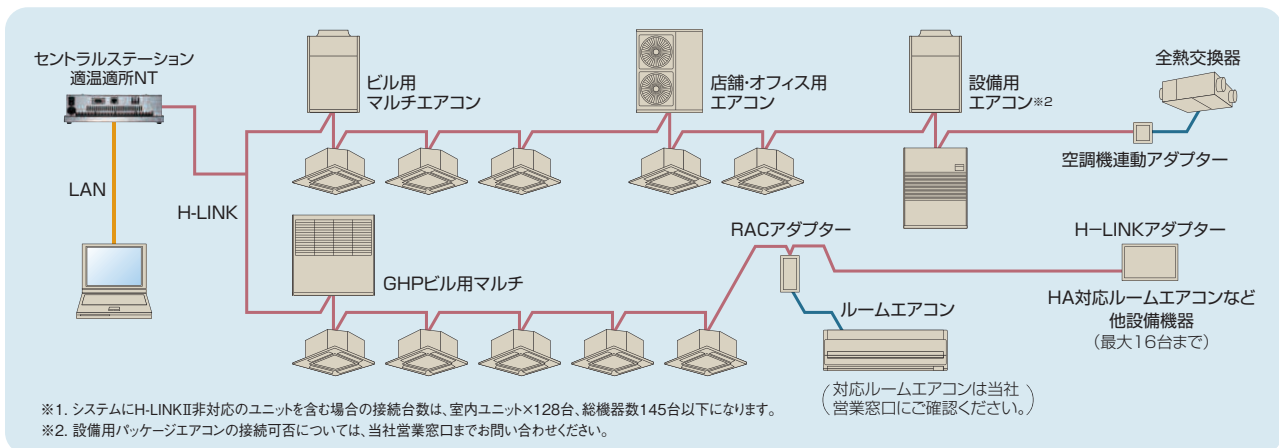 セントラルステーション
適温適所NT
ビル用
マルチエアコン
店舗・オフィス用
エアコン
設備用
エアコン※2
全熱交換器
空調機連動アダプター
LAN
H-LINK
GHPビル用マルチ
RACアダプター
ルームエアコン
(対応ルームエアコンは当社
営業窓口にご確認ください。)
H−LINKアダプター
HA対応ルームエアコンなど
他設備機器
(最大16台まで)
※1. システムにH-LINKⅡ非対応のユニットを含む場合の接続台数は、室内ユニット×128台、総機器数145台以下になります。
※2. 設備用パッケージエアコンの接続可否については、当社営業窓口までお問い合わせください。